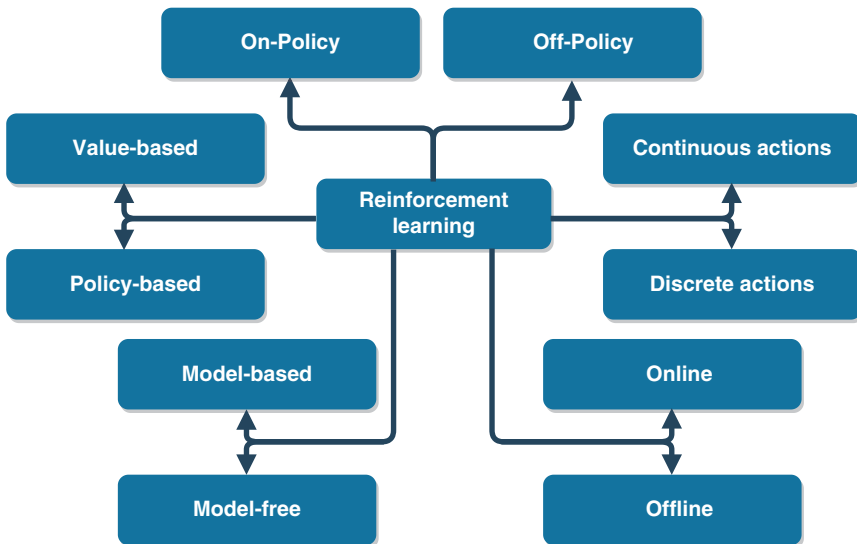 On-Policy
Off-Policy
Value-based
Continuous actions
Reinforcement
learning
Policy-based
Discrete actions
Model-based
Online
Model-free
Offline